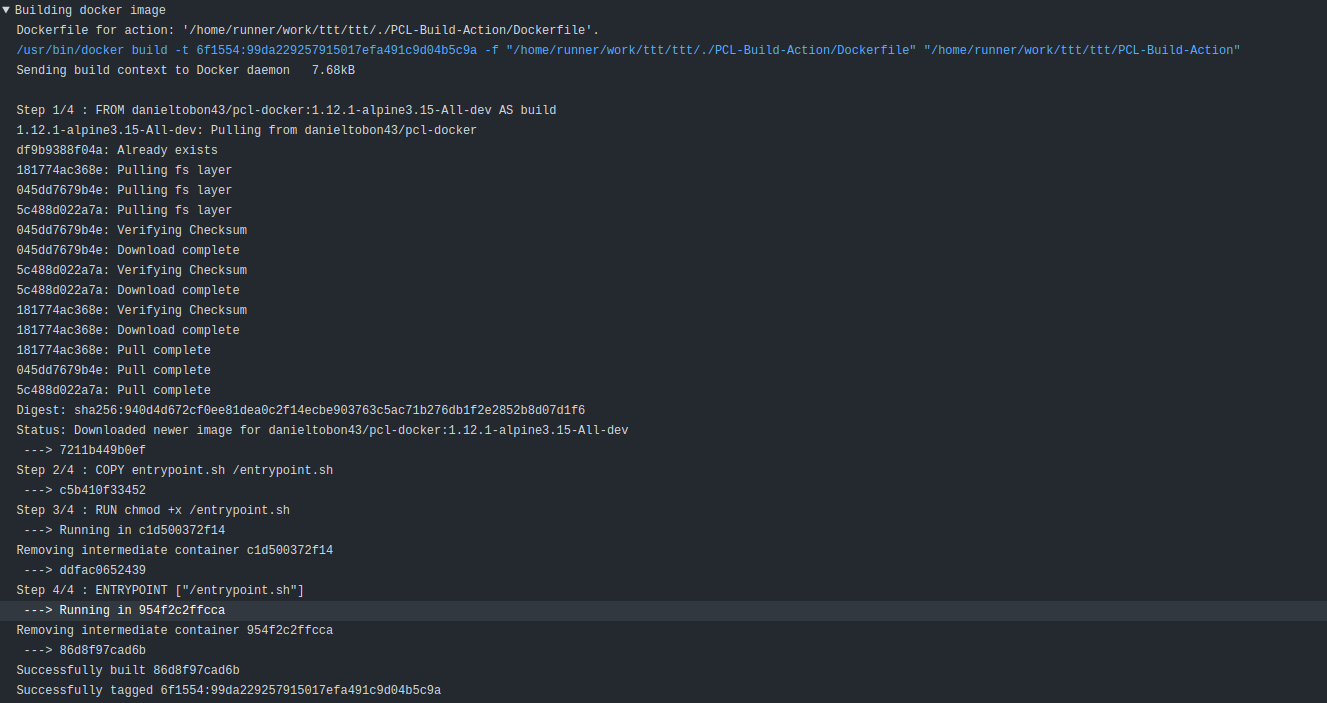 Building docker image
Dockerfile for action: '/home/runner/work/ttt/ttt/./PCL-Build-Action/Dockerfile'.
/usr/bin/docker build -t 6f1554:99da229257915017efa491c9d04b5c9a -f "/home/runner/work/ttt/ttt/./PCL-Build-Action/Dockerfile" "/home/runner/work/ttt/ttt/PCL-Build-Action"
Sending build context to Docker daemon   7.68kB
Step 1/4 : FROM danieltobon43/pcl-docker:1.12.1-alpine3.15-All-dev AS build
1.12.1-alpine3.15-All-dev: Pulling from danieltobon43/pcl-docker
df9b9388f04a: Already exists
181774ac368e: Pulling fs layer
045dd7679b4e: Pulling fs layer
5c488d022a7a: Pulling fs layer
045dd7679b4e: Verifying Checksum
045dd7679b4e: Download complete
5c488d022a7a: Verifying Checksum
5c488d022a7a: Download complete
181774ac368e: Verifying Checksum
181774ac368e: Download complete
181774ac368e: Pull complete
045dd7679b4e: Pull complete
5c488d022a7a: Pull complete
Digest: sha256:940d4d672cf0ee81dea0c2f14ecbe903763c5ac71b276db1f2e2852b8d07d1f6
Status: Downloaded newer image for danieltobon43/pcl-docker:1.12.1-alpine3.15-All-dev
---> 7211b449b0ef
Step 2/4 : COPY entrypoint.sh /entrypoint.sh
---> c5b410f33452
Step 3/4 : RUN chmod +x /entrypoint.sh
---> Running in c1d500372f14
Removing intermediate container c1d500372f14
---> ddfac0652439
Step 4/4 : ENTRYPOINT ["/entrypoint.sh"]
---> Running in 954f2c2ffcca
Removing intermediate container 954f2c2ffcca
---> 86d8f97cad6b
Successfully built 86d8f97cad6b
Successfully tagged 6f1554:99da229257915017efa491c9d04b5c9a